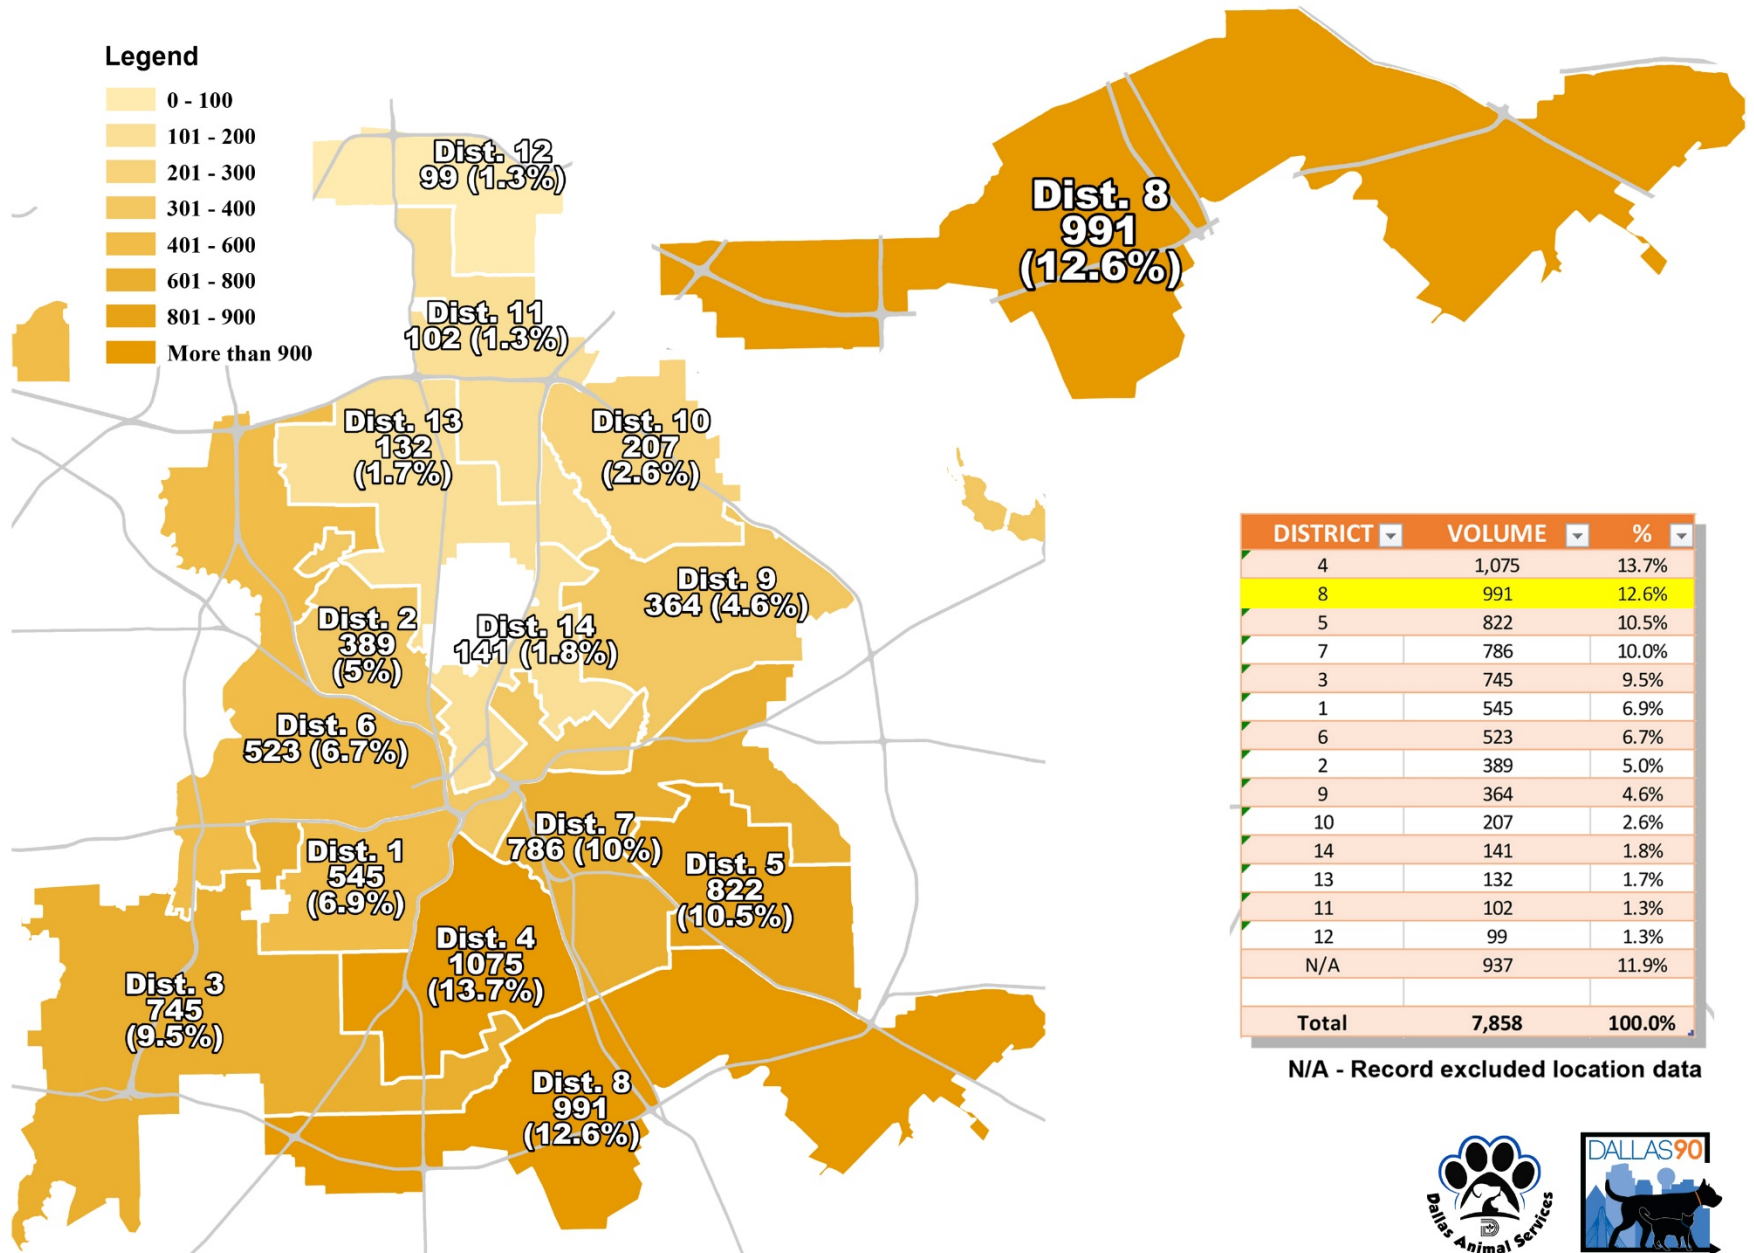 Legend
0 - 100
101 - 200
201 - 300
301 - 400
401 - 600
601 - 800
801 - 900
More than 900
Dist. 12
99 (1.3%)
Dist. 8
991
(12.6%)
Dist. 11
102 (1.3%)
Dist. 13
132
(1.7%)
Dist. 10
207
(2.6%)
Dist. 9
364 (4.6%)
Dist. 2
389
(5%)
Dist. 14
141 (1.8%)
Dist. 6
523 (6.7%)
Dist. 7
786 (10%)
Dist. 1
545
(6.9%)
Dist. 5
822
(10.5%)
Dist. 4
1075
(13.7%)
Dist. 3
745
(9.5%)
Dist. 8
991
(12.6%)
DISTRICT VOLUME %
4 1,075 13.7%
8 991 12.6%
5 822 10.5%
7 786 10.0%
3 745 9.5%
1 545 6.9%
6 523 6.7%
2 389 5.0%
9 364 4.6%
10 207 2.6%
14 141 1.8%
13 132 1.7%
11 102 1.3%
12 99 1.3%
N/A 937 11.9%
Total 7,858 100.0%
N/A - Record excluded location data
Dallas Animal Services
DALLAS90